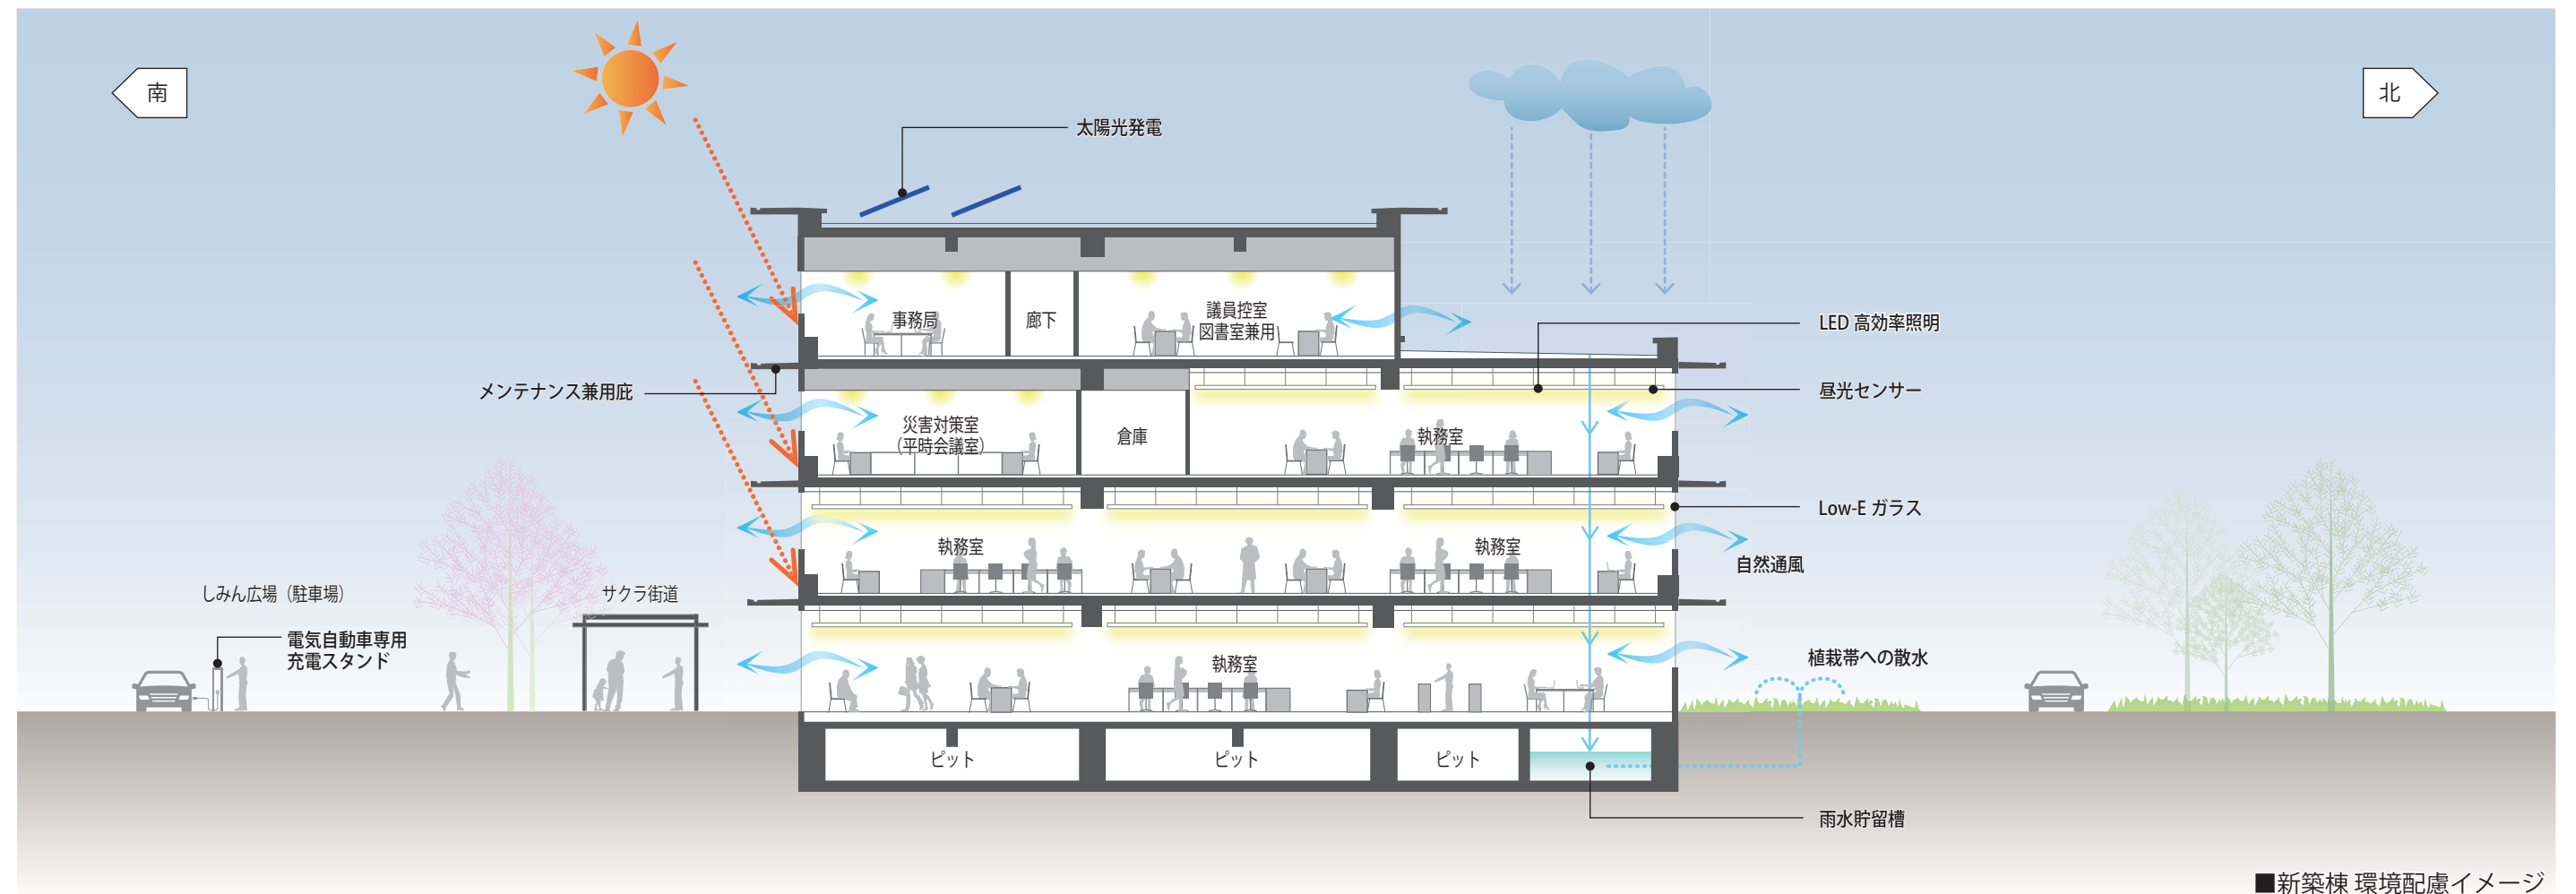 南
北
太陽光発電
事務局
廊下
議員控室
図書室兼用
LED 高効率照明
メンテナンス兼用庇
昼光センサー
災害対策室
（平時会議室）
倉庫
執務室
Low-E ガラス
執務室
執務室
自然通風
しみん広場（駐車場）
サクラ街道
電気自動車専用
充電スタンド
執務室
植栽帯への散水
ピット
ピット
ピット
雨水貯留槽
■新築棟 環境配慮イメージ